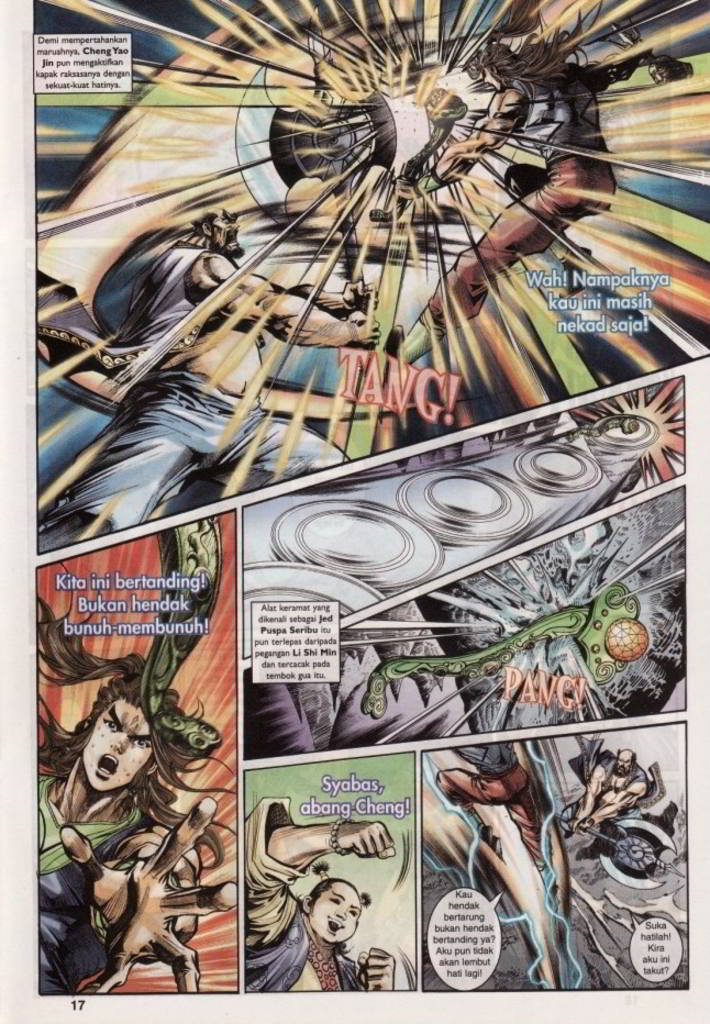 Demi mempertahankan
maruahnya, Cheng Yao
Jin pun mengaktifkan
kapak raksasanya dengan
sekuat-kuat hatinya.
Wah! Nampaknya
kau ini masih
nekad saja!
TANG!
Kita ini bertanding!
Bukan hendak
bunuh-membunuh!
Alat keramat yang
dikenali sebagai Jed
Puspa Seribu itu
pun terlepas daripada
pegangan Li Shi Min
dan tercacak pada
tembok gua itu.
PANG!
Syabas,
abang-Cheng!
Kau
hendak
bertarung
bukan hendak
bertanding ya?
Aku pun tidak
akan lembut
hati lagi!
Suka
hatilah!
Kira
aku ini
takut?
17